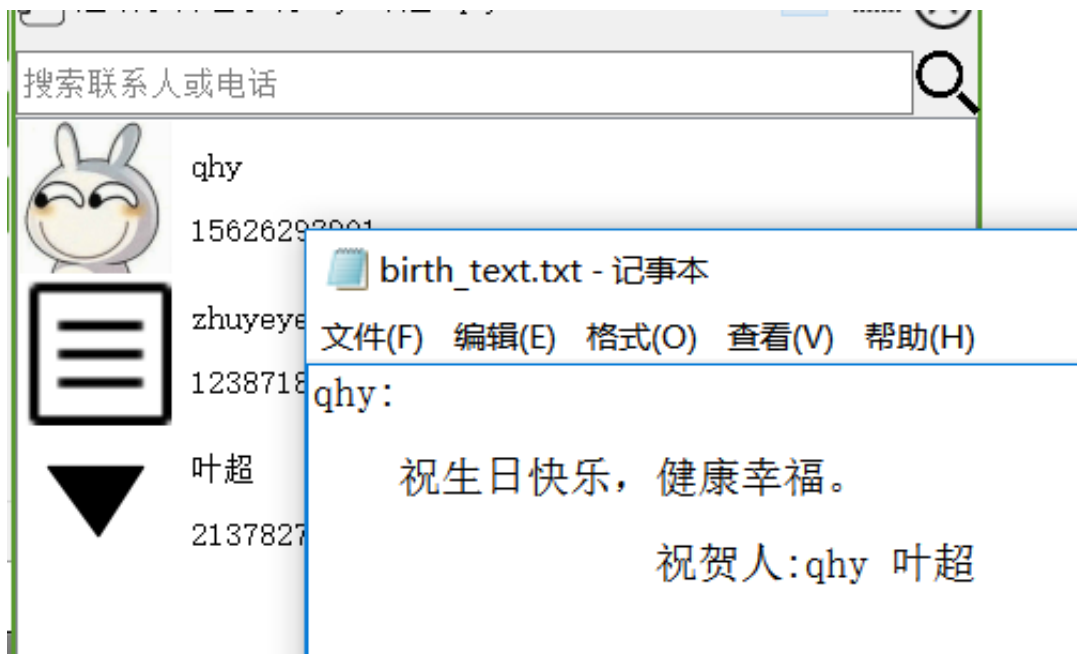 搜索联系人或电话
qhy
zhuyeye
1238718
叶超
2137827
birth_text.txt - 记事本
文件(F) 编辑(E) 格式(O) 查看(V) 帮助(H)
qhy:
祝生日快乐，健康幸福。
祝贺人:qhy 叶超